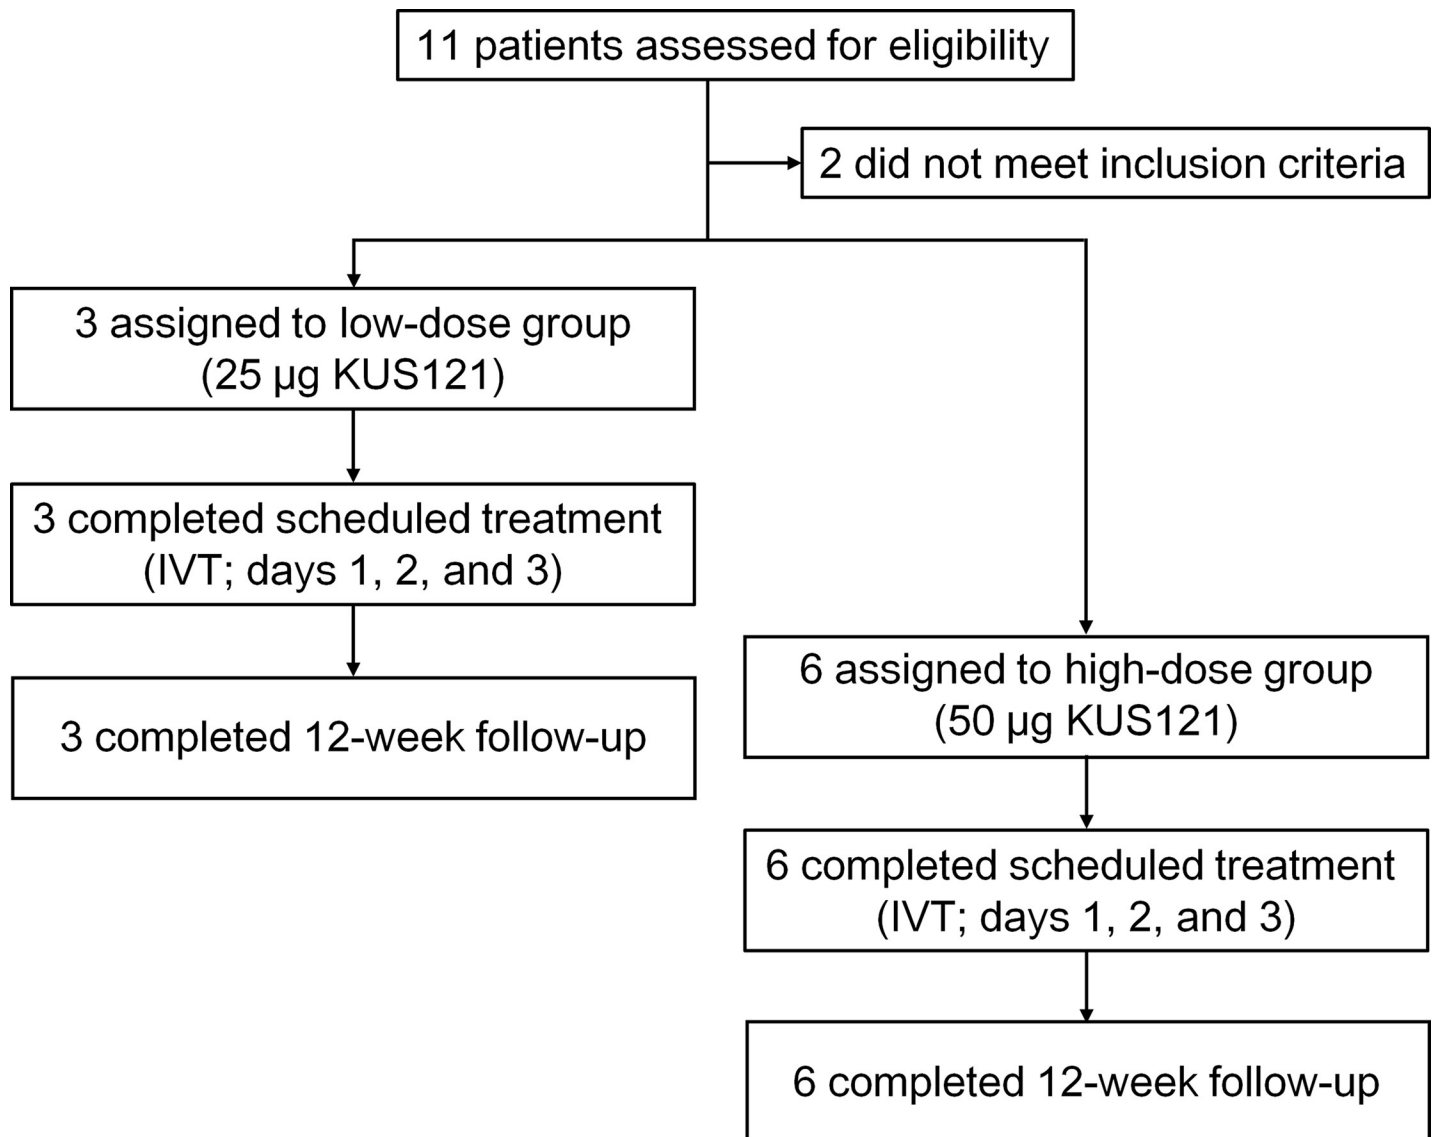 11 patients assessed for eligibility
2 did not meet inclusion criteria
3 assigned to low-dose group
(25 µg KUS121)
3 completed scheduled treatment
(IVT; days 1, 2, and 3)
3 completed 12-week follow-up
6 assigned to high-dose group
(50 µg KUS121)
6 completed scheduled treatment
(IVT; days 1, 2, and 3)
6 completed 12-week follow-up